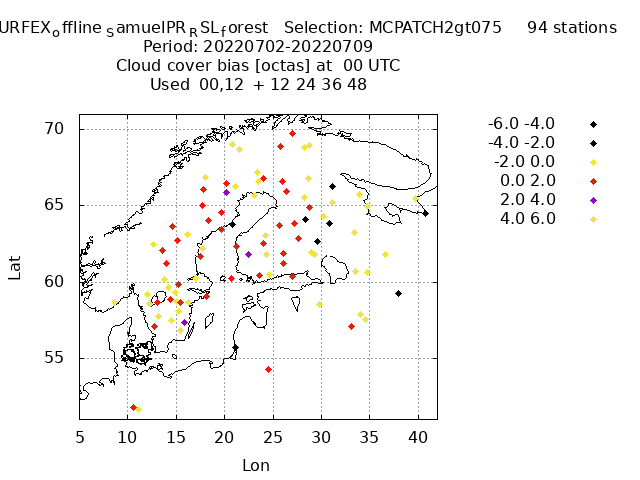 URFEXoffline SamuelPRRSLforest Selection: MCPATCH2gt075 94 stations
Period: 20220702-20220709
Cloud cover bias [octas] at 00 UTC
Used 00,12 + 12 24 36 48
-6.0 -4.0
-4.0 -2.0
-2.0 0.0
0.0 2.0
2.0 4.0
4.0 6.0
70
65
60
55
Lat
5 10 15 20 25 30 35 40
Lon